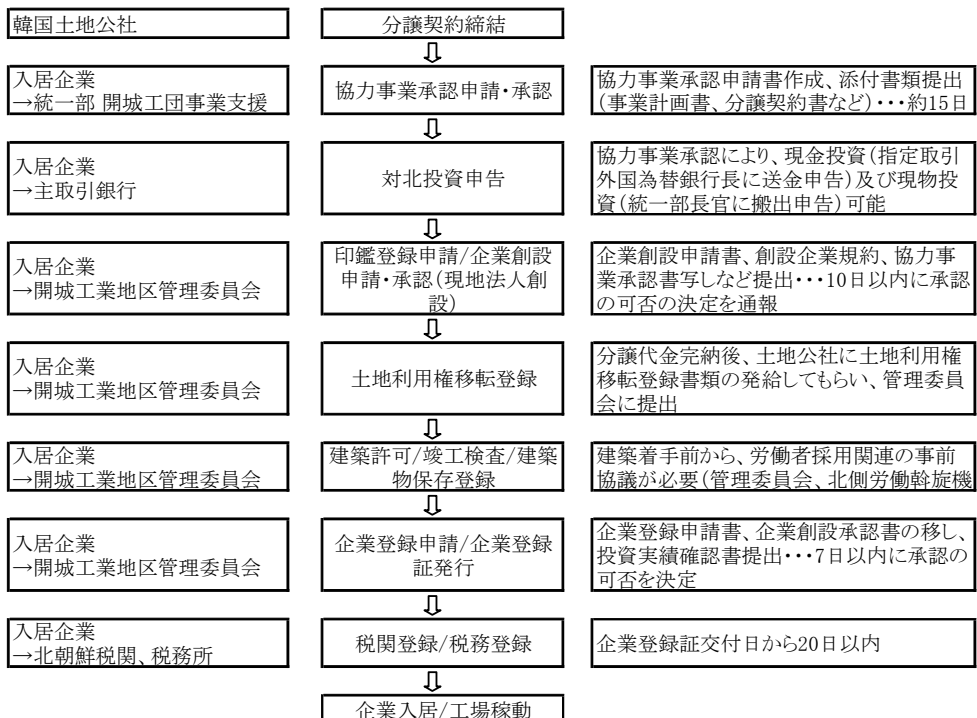 韓国土地公社
分譲契約締結
入居企業
→統一部 開城工団事業支援
協力事業承認申請・承認
協力事業承認申請書作成、添付書類提出
(事業計画書、分譲契約書など)・・・約15日
入居企業
→主取引銀行
対北投資申告
協力事業承認により、現金投資(指定取引
外国為替銀行長に送金申告)及び現物投
資(統一部長官に搬出申告)可能
入居企業
→開城工業地区管理委員会
印鑑登録申請/企業創設
申請・承認(現地法人創
設)
企業創設申請書、創設企業規約、協力事
業承認書写しなど提出・・・10日以内に承認
の可否の決定を通報
入居企業
→開城工業地区管理委員会
土地利用権移転登録
分譲代金完納後、土地公社に土地利用権
移転登録書類の発給してもらい、管理委員
会に提出
入居企業
→開城工業地区管理委員会
建築許可/竣工検査/建築
物保存登録
建築着手前から、労働者採用関連の事前
協議が必要(管理委員会、北側労働斡旋機
入居企業
→開城工業地区管理委員会
企業登録申請/企業登録
証発行
企業登録申請書、企業創設承認書の移し、
投資実績確認書提出・・・7日以内に承認の
可否を決定
入居企業
→北朝鮮税関、税務所
税関登録/税務登録
企業登録証交付日から20日以内
企業入居/工場稼動